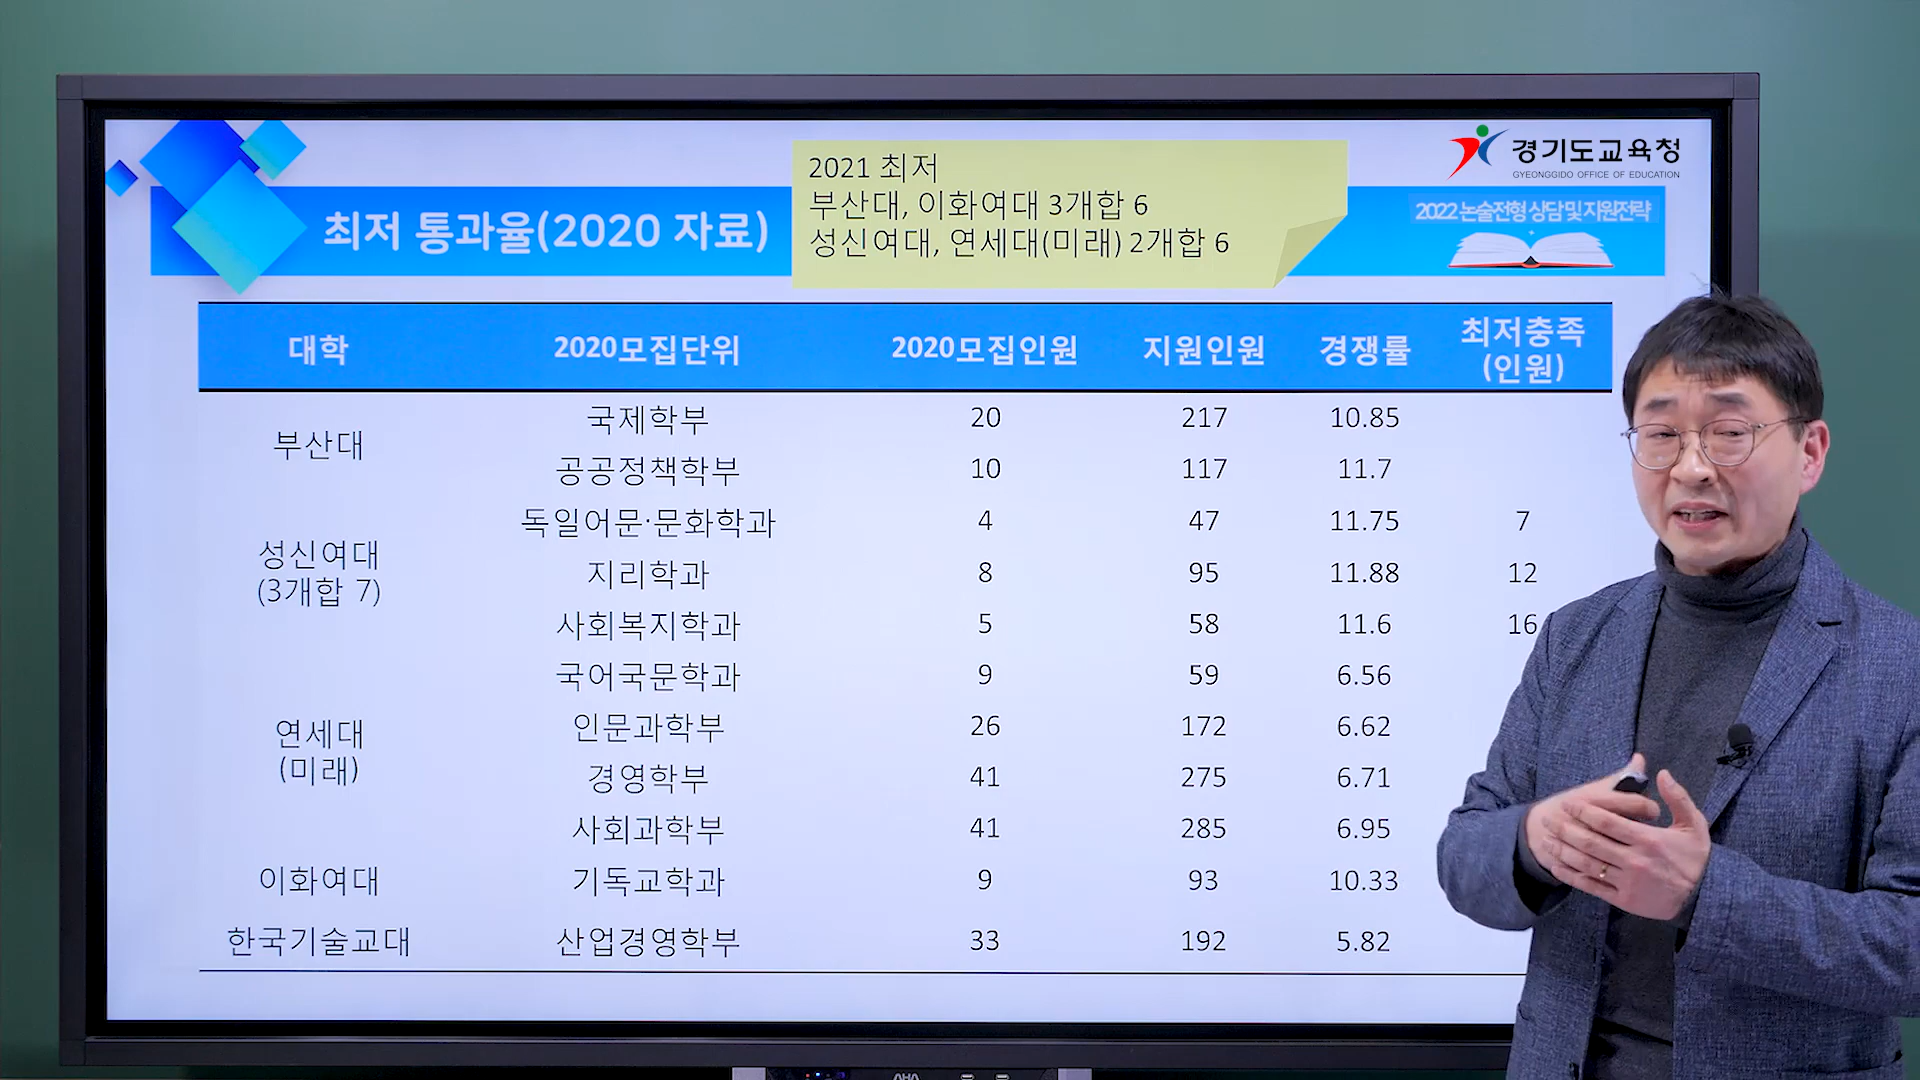 2021 최저
부산대, 이화여대 3개합 6
성신여대, 연세대(미래) 2개합 6
경기도교육청
GYEONGGIDO OFFICE OF EDUCATION
최저 통과율(2020 자료)
2022 논술전형 상담 및 지원전략
대학 2020모집단위 2020모집인원 지원인원 경쟁률 최저충족
(인원)
부산대
국제학부 20 217 10.85
공공정책학부 10 117 11.7
성신여대
(3개합 7)
독일어문·문화학과 4 47 11.75 7
지리학과 8 95 11.88 12
사회복지학과 5 58 11.6 16
연세대
(미래)
국어국문학과 9 59 6.56
인문과학부 26 172 6.62
경영학부 41 275 6.71
사회과학부 41 285 6.95
이화여대 기독교학과 9 93 10.33
한국기술교대 산업경영학부 33 192 5.82
AHA